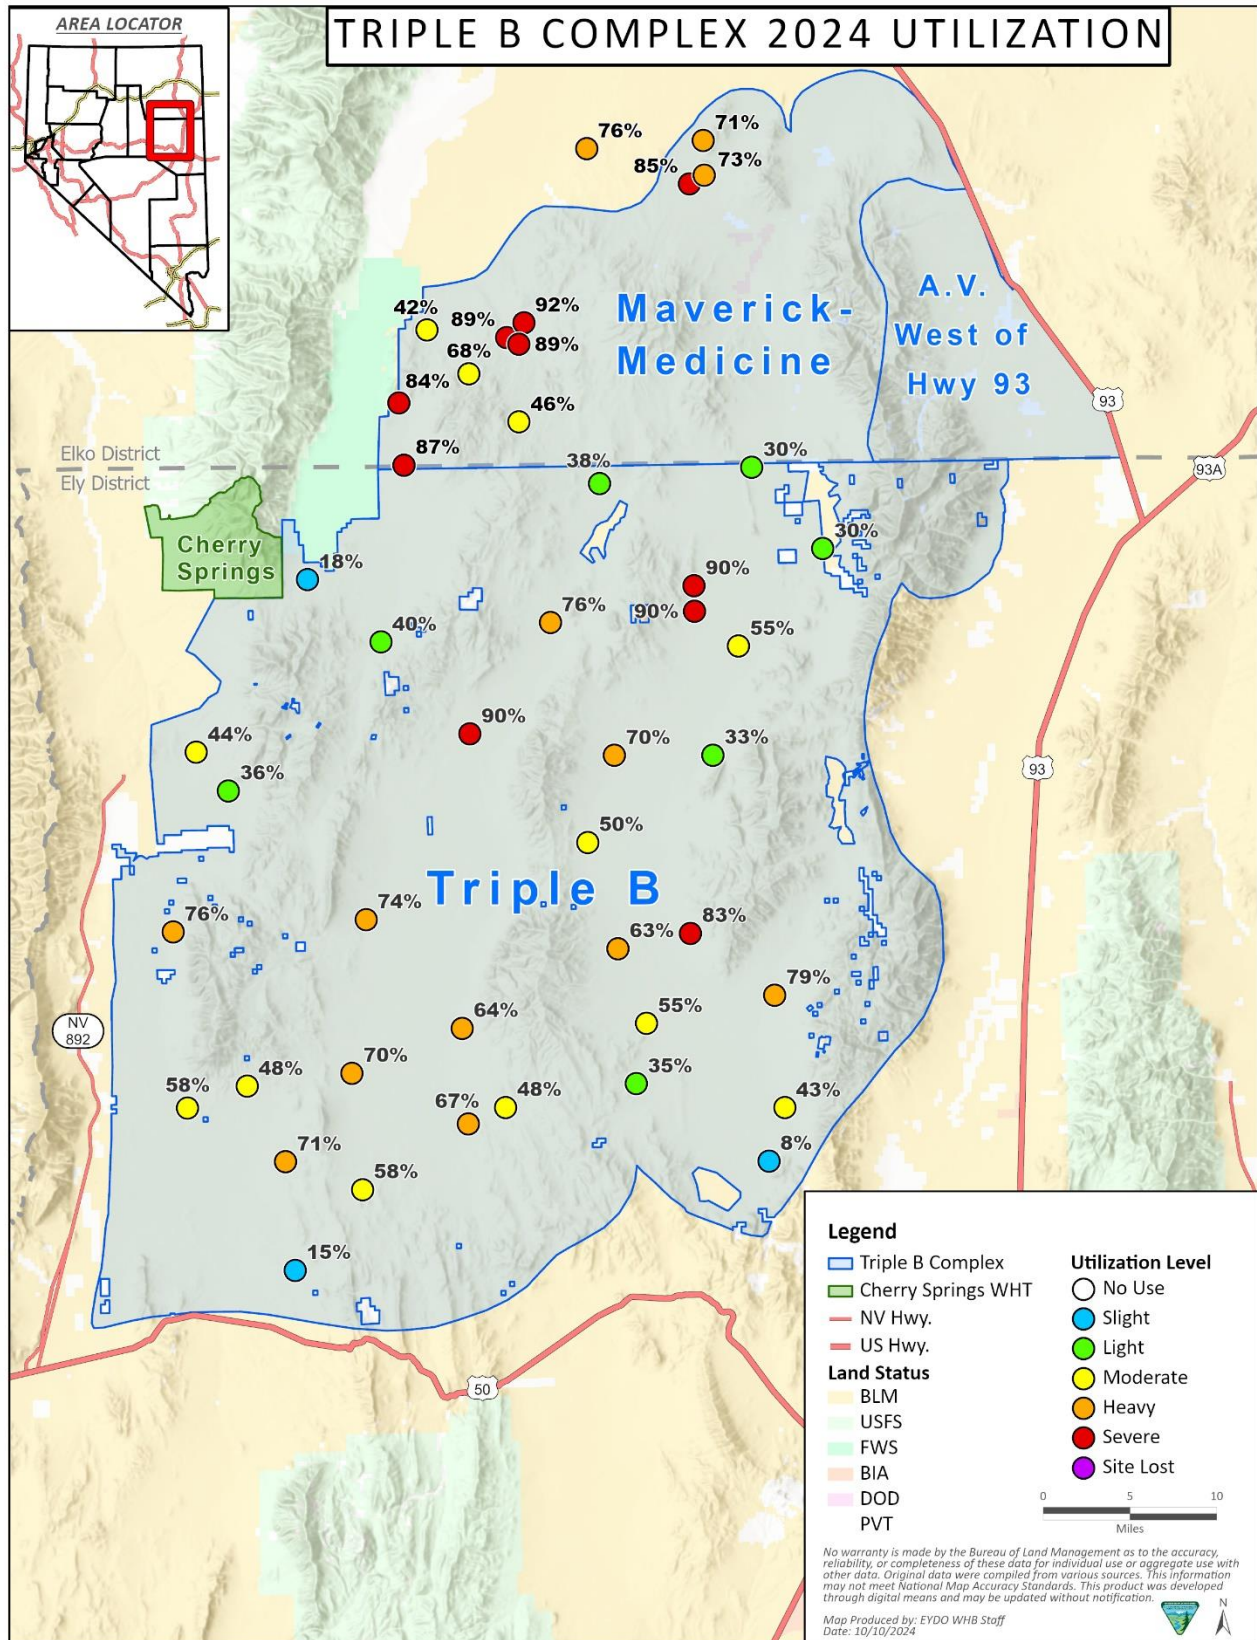 AREA LOCATOR
TRIPLE B COMPLEX 2024 UTILIZATION
76%
71%
85%
73%
A.V.
West of
Hwy 93
Maverick-
Medicine
42%
89%
92%
89%
68%
84%
46%
93
87%
38%
30%
Elko District
Ely District
93A
Cherry
Springs
18%
30%
90%
90%
76%
40%
55%
90%
44%
70%
33%
36%
93
50%
Triple B
74%
76%
63%
83%
79%
64%
55%
NV
892
70%
35%
48%
58%
67%
48%
43%
71%
58%
8%
15%
50
Legend
Triple B Complex
Cherry Springs WHT
NV Hwy.
US Hwy.
Land Status
BLM
USFS
FWS
BIA
DOD
PVT
Utilization Level
No Use
Slight
Light
Moderate
Heavy
Severe
Site Lost
0 5 10
Miles
No warranty is made by the Bureau of Land Management as to the accuracy,
reliability, or completeness of these data for individual use or aggregate use with
other data. Original data were compiled from various sources. This information
may not meet National Map Accuracy Standards. This product was developed
through digital means and may be updated without notification.
Map Produced by: EYDO WHB Staff
Date: 10/10/2024
N